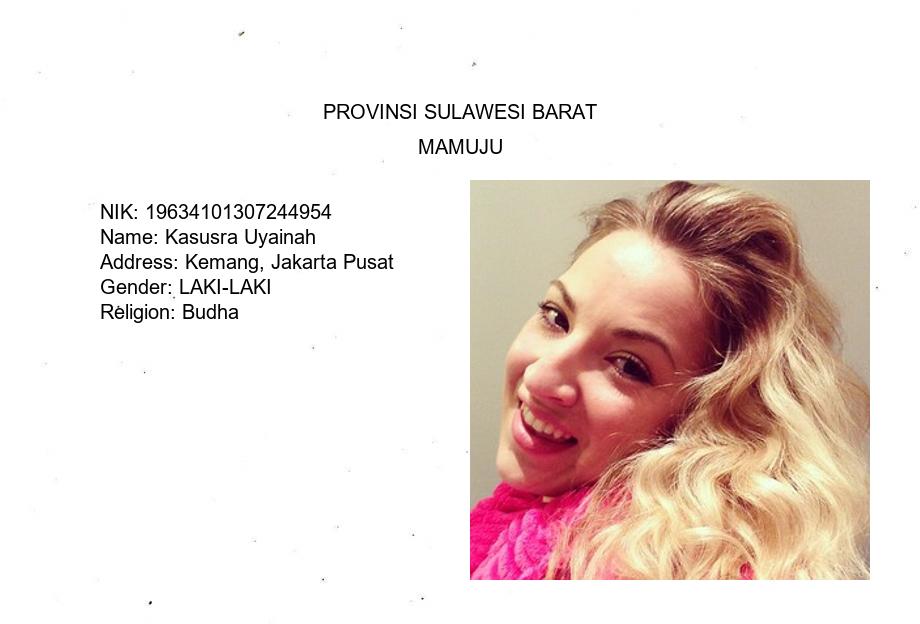 PROVINSI SULAWESI BARAT
MAMUJU
NIK: 19634101307244954
Name: Kasusra Uyainah
Address: Kemang, Jakarta Pusat
Gender: LAKI-LAKI
Religion: Budha